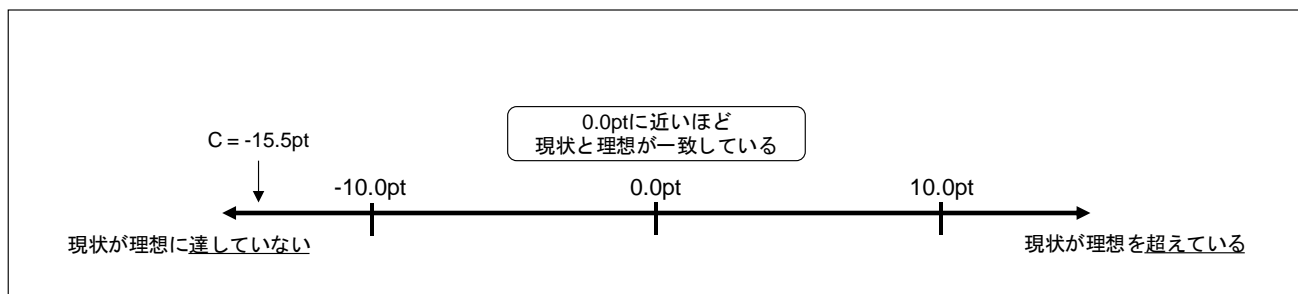 0.0ptに近いほど
現状と理想が一致している
C = -15.5pt
-10.0pt
0.0pt
10.0pt
現状が理想に達していない
現状が理想を超えている